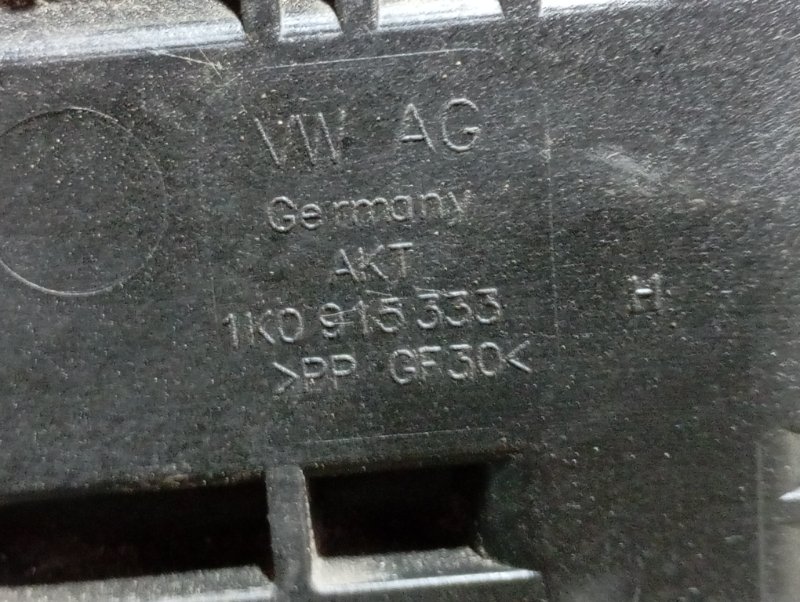 VW AG
Germany
AKT
1K0 915 333
H
>PP GF30<